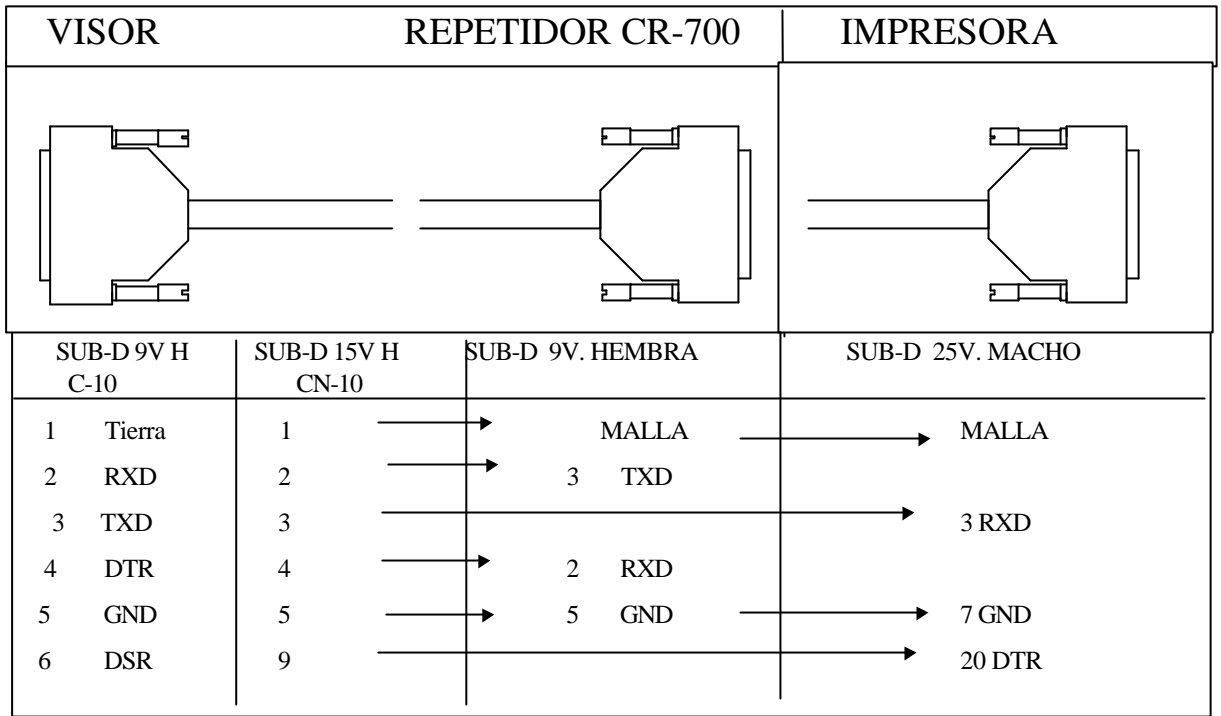 VISOR REPETIDOR CR-700 IMPRESORA
SUB-D 9V H SUB-D 15V H SUB-D 9V. HEMBRA SUB-D 25V. MACHO
C-10 CN-10
1 Tierra 1 MALLA MALLA
2 RXD 2 3 TXD
3 TXD 3 3 RXD
4 DTR 4 2 RXD
5 GND 5 5 GND 7 GND
6 DSR 9 20 DTR